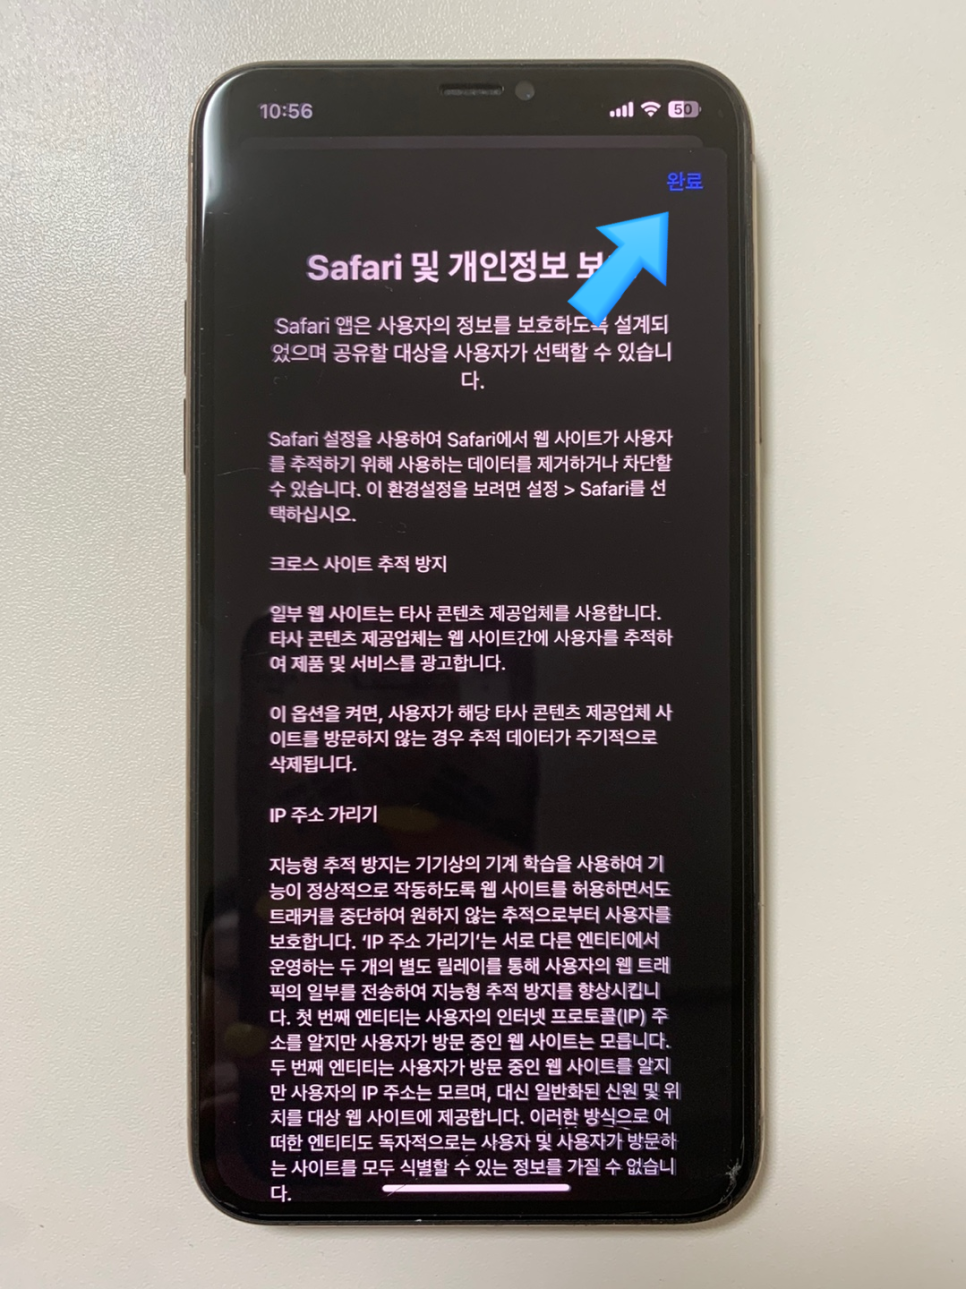 10:56
50
완료
Safari 및 개인정보 보
Safari 앱은 사용자의 정보를 보호하도록 설계되
었으며 공유할 대상을 사용자가 선택할 수 있습니
다.
Safari 설정을 사용하여 Safari에서 웹 사이트가 사용자
를 추적하기 위해 사용하는 데이터를 제거하거나 차단할
수 있습니다. 이 환경설정을 보려면 설정 > Safari를 선
택하십시오.
크로스 사이트 추적 방지
일부 웹 사이트는 타사 콘텐츠 제공업체를 사용합니다.
타사 콘텐츠 제공업체는 웹 사이트간에 사용자를 추적하
여 제품 및 서비스를 광고합니다.
이 옵션을 켜면, 사용자가 해당 타사 콘텐츠 제공업체 사
이트를 방문하지 않는 경우 추적 데이터가 주기적으로
삭제됩니다.
IP 주소 가리기
지능형 추적 방지는 기기상의 기계 학습을 사용하여 기
능이 정상적으로 작동하도록 웹 사이트를 허용하면서도
트래커를 중단하여 원하지 않는 추적으로부터 사용자를
보호합니다. ‘IP 주소 가리기’는 서로 다른 엔티티에서
운영하는 두 개의 별도 릴레이를 통해 사용자의 웹 트래
픽의 일부를 전송하여 지능형 추적 방지를 향상시킵니
다. 첫 번째 엔티티는 사용자의 인터넷 프로토콜(IP) 주
소를 알지만 사용자가 방문 중인 웹 사이트는 모릅니다.
두 번째 엔티티는 사용자가 방문 중인 웹 사이트를 알지
만 사용자의 IP 주소는 모르며, 대신 일반화된 신원 및 위
치를 대상 웹 사이트에 제공합니다. 이러한 방식으로 어
떠한 엔티티도 독자적으로는 사용자 및 사용자가 방문하
는 사이트를 모두 식별할 수 있는 정보를 가질 수 없습니
다.